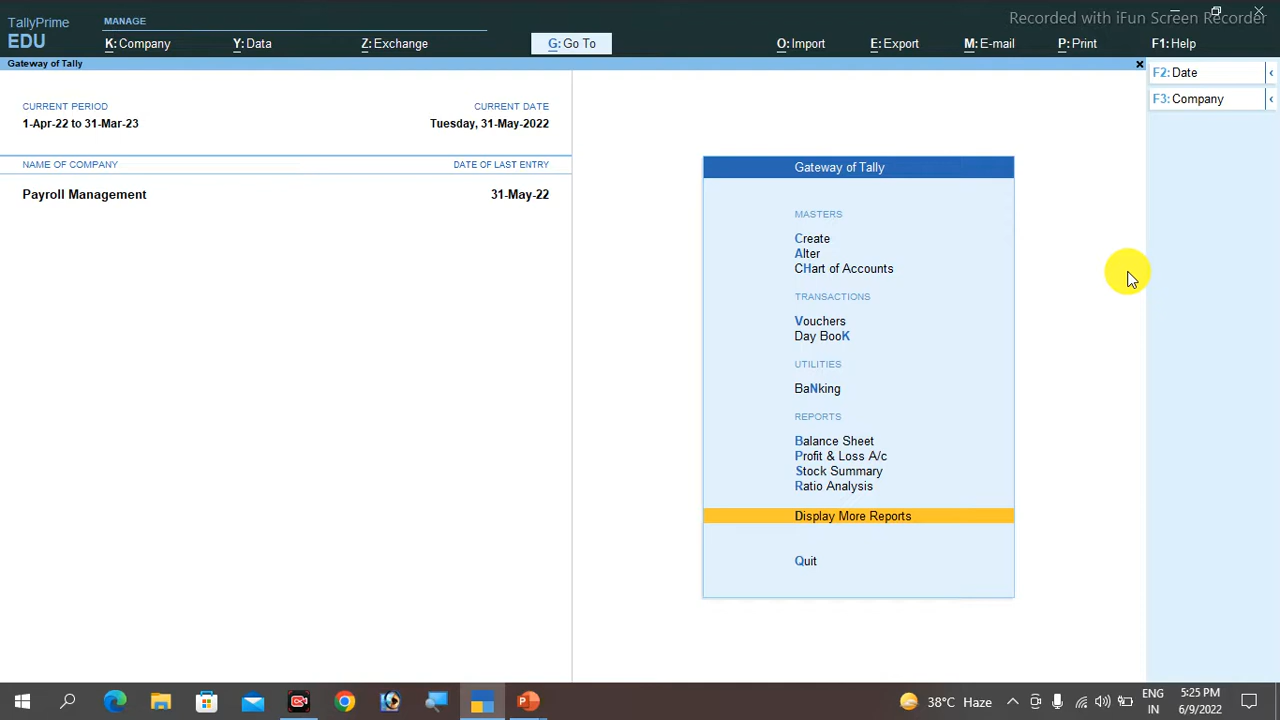 Recorded with iFun Screen Recorder
TallyPrime
EDU
MANAGE
K: Company
Y: Data
Z: Exchange
G: Go To
O: Import
E: Export
M: E-mail
P: Print
F1: Help
Gateway of Tally
F2: Date
F3: Company
CURRENT PERIOD
CURRENT DATE
1-Apr-22 to 31-Mar-23
Tuesday, 31-May-2022
NAME OF COMPANY
DATE OF LAST ENTRY
Payroll Management
31-May-22
Gateway of Tally
MASTERS
Create
Alter
CHart of Accounts
TRANSACTIONS
Vouchers
Day BooK
UTILITIES
BaNking
REPORTS
Balance Sheet
Profit & Loss A/c
Stock Summary
Ratio Analysis
Display More Reports
Quit
38°C Haze
ENG
IN
5:25 PM
6/9/2022